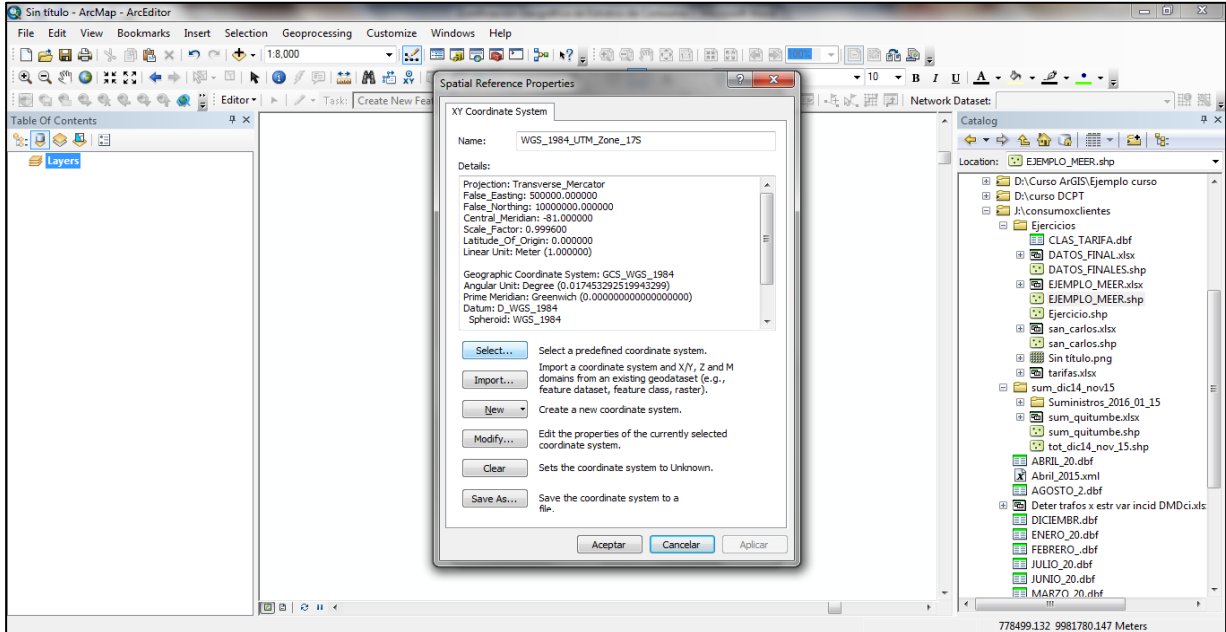 Sin título - ArcMap - ArcEditor
File Edit View Bookmarks Insert Selection Geoprocessing Customize Windows Help
1:8,000
100%
10 B I U A
Editor Task: Create New Fea
Network Dataset:
Table Of Contents
Layers
Spatial Reference Properties
XY Coordinate System
Name: WGS_1984_UTM_Zone_17S
Details:
Projection: Transverse_Mercator
False_Easting: 500000.000000
False_Northing: 10000000.000000
Central_Meridian: -81.000000
Scale_Factor: 0.999600
Latitude_Of_Origin: 0.000000
Linear Unit: Meter (1.000000)
Geographic Coordinate System: GCS_WGS_1984
Angular Unit: Degree (0.017453292519943299)
Prime Meridian: Greenwich (0.000000000000000000)
Datum: D_WGS_1984
Spheroid: WGS_1984
Select... Select a predefined coordinate system.
Import... Import a coordinate system and X/Y, Z and M
domains from an existing geodataset (e.g.,
feature dataset, feature class, raster).
New Create a new coordinate system.
Modify... Edit the properties of the currently selected
coordinate system.
Clear Sets the coordinate system to Unknown.
Save As... Save the coordinate system to a
file.
Aceptar Cancelar Aplicar
Catalog
Location: EJEMPLO_MEER.shp
D:\Curso ArGIS\Ejemplo curso
D:\curso DCPT
J:\consumoxclientes
Ejercicios
CLAS_TARIFA.dbf
DATOS_FINAL.xlsx
DATOS_FINALES.shp
EJEMPLO_MEER.xlsx
EJEMPLO_MEER.shp
Ejercicio.shp
san_carlos.xlsx
san_carlos.shp
Sin título.png
tarifas.xlsx
sum_dic14_nov15
Suministros_2016_01_15
sum_quitumbe.xlsx
sum_quitumbe.shp
tot_dic14_nov_15.shp
ABRIL_20.dbf
Abril_2015.xml
AGOSTO_2.dbf
Deter trafos x estr var incid DMDci.xls
DICIEMBR.dbf
ENERO_20.dbf
FEBRERO_.dbf
JULIO_20.dbf
JUNIO_20.dbf
MARZO 20.dbf
778499.132 9981780.147 Meters